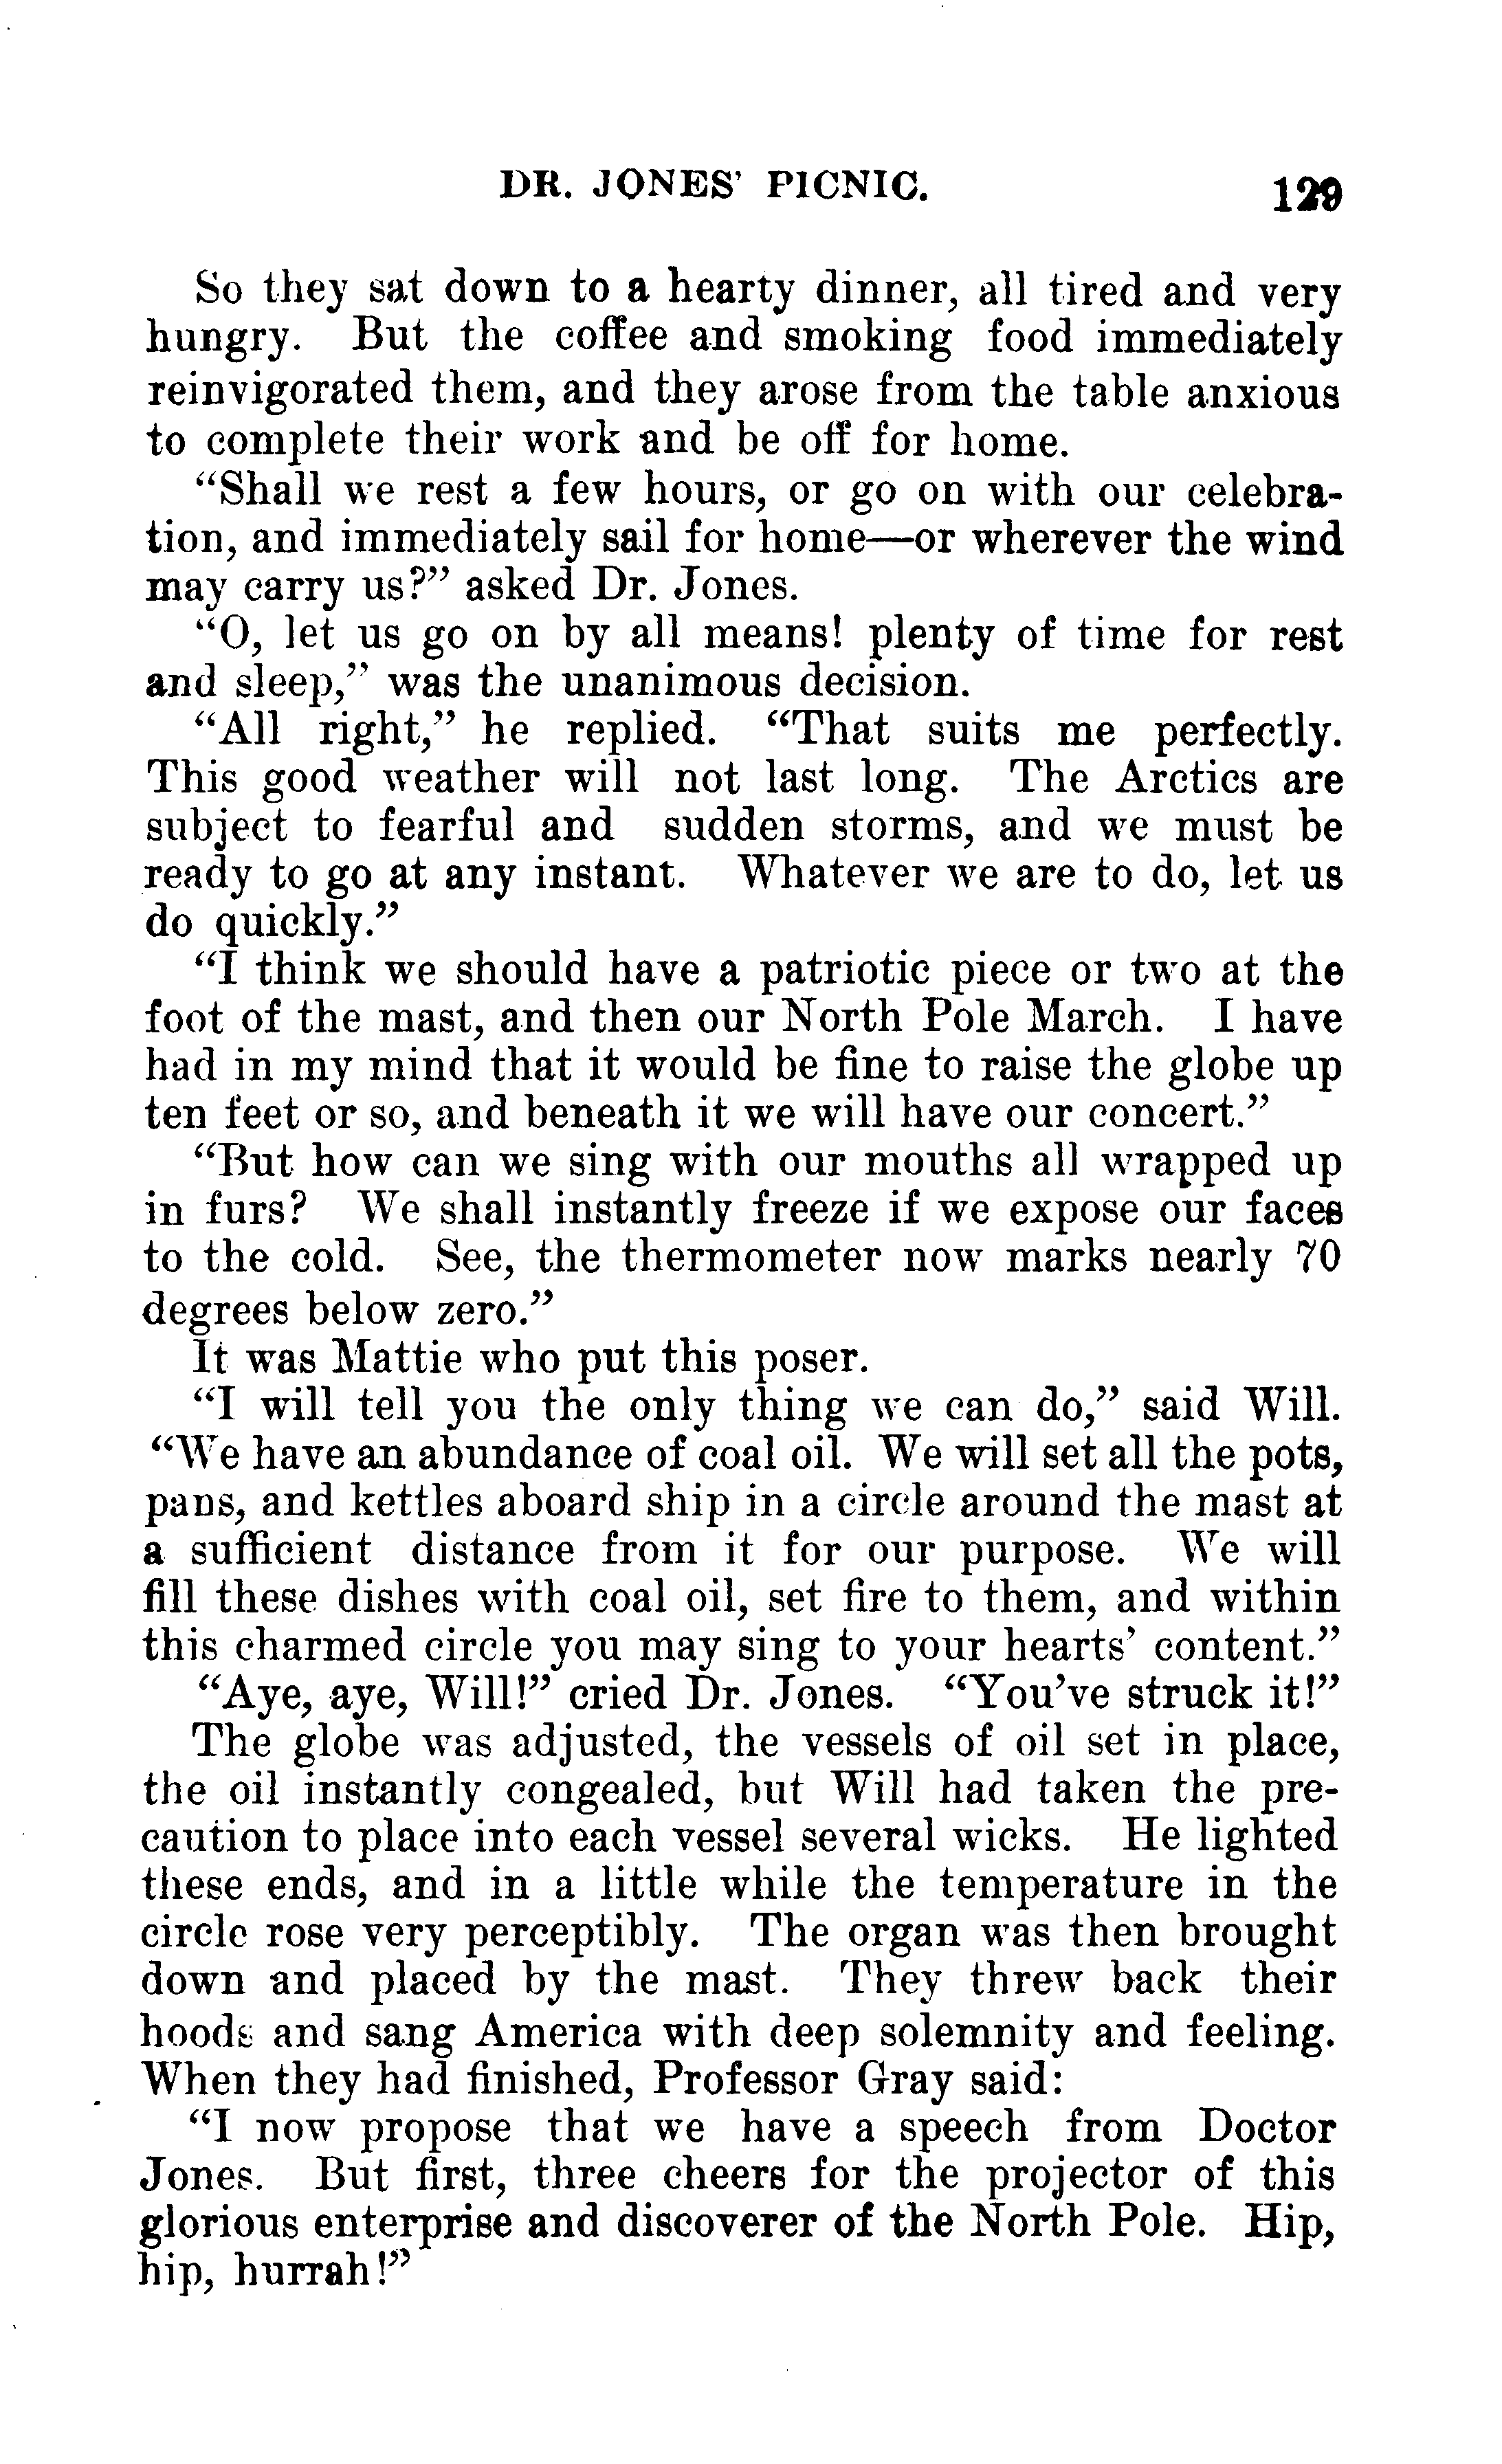 DR. JONES' PICNIC. 129
So they sat down to a hearty dinner, all tired and very
hungry. But the coffee and smoking food immediately
reinvigorated them, and they arose from the table anxious
to complete their work and be off for home.
"Shall we rest a few hours, or go on with our celebra-
tion, and immediately sail for home—or wherever the wind
may carry us?" asked Dr. Jones.
"O, let us go on by all means! plenty of time for rest
and sleep," was the unanimous decision.
"All right," he replied. "That suits me perfectly.
This good weather will not last long. The Arctics are
subject to fearful and sudden storms, and we must be
ready to go at any instant. Whatever we are to do, let us
do quickly."
"I think we should have a patriotic piece or two at the
foot of the mast, and then our North Pole March. I have
had in my mind that it would be fine to raise the globe up
ten feet or so, and beneath it we will have our concert."
"But how can we sing with our mouths all wrapped up
in furs? We shall instantly freeze if we expose our faces
to the cold. See, the thermometer now marks nearly 70
degrees below zero."
It was Mattie who put this poser.
"I will tell you the only thing we can do," said Will.
"We have an abundance of coal oil. We will set all the pots,
pans, and kettles aboard ship in a circle around the mast at
a sufficient distance from it for our purpose. We will
fill these dishes with coal oil, set fire to them, and within
this charmed circle you may sing to your hearts' content."
"Aye, aye, Will!" cried Dr. Jones. "You've struck it!"
The globe was adjusted, the vessels of oil set in place,
the oil instantly congealed, but Will had taken the pre-
caution to place into each vessel several wicks. He lighted
these ends, and in a little while the temperature in the
circle rose very perceptibly. The organ was then brought
down and placed by the mast. They threw back their
hoods and sang America with deep solemnity and feeling.
When they had finished, Professor Gray said:
"I now propose that we have a speech from Doctor
Jones. But first, three cheers for the projector of this
glorious enterprise and discoverer of the North Pole. Hip,
hip, hurrah!"